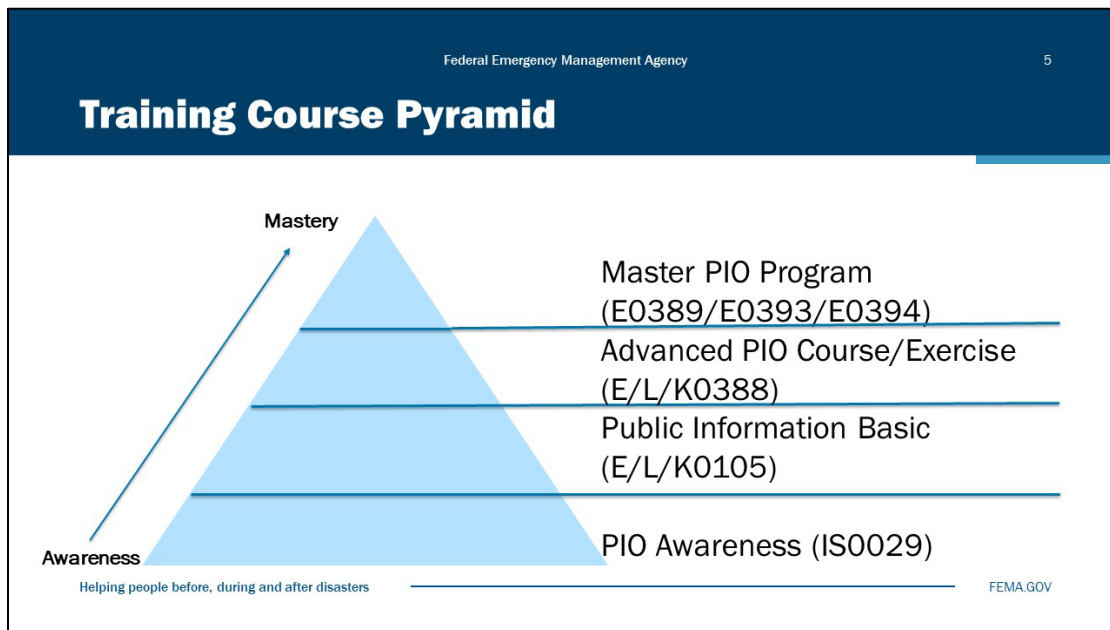 Federal Emergency Management Agency
5
Training Course Pyramid
Mastery
Master PIO Program
(E0389/E0393/E0394)
Advanced PIO Course/Exercise
(E/L/K0388)
Public Information Basic
(E/L/K0105)
PIO Awareness (IS0029)
Awareness
Helping people before, during and after disasters
FEMA.GOV